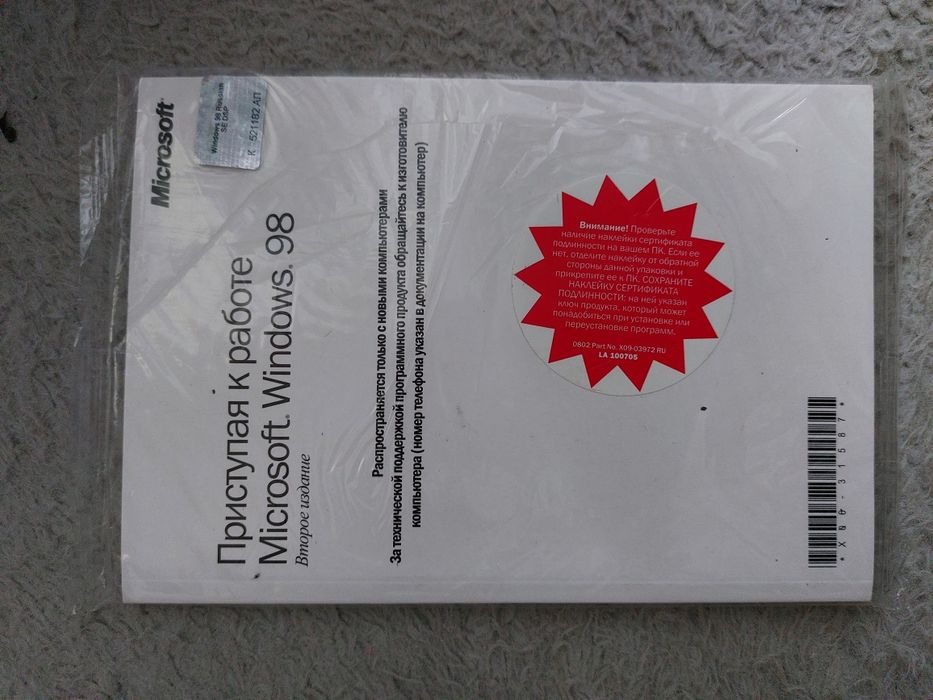 Microsoft®
Windows 98 Russian
SE DSP
К 521182 АП
Приступая к работе
Microsoft® Windows® 98
Второе издание
Распространяется только с новыми компьютерами
За технической поддержкой программного продукта обращайтесь к изготовителю
компьютера (номер телефона указан в документации на компьютер)
Внимание! Проверьте
наличие наклейки сертификата
подлинности на вашем ПК. Если ее
нет, отделите наклейку от обратной
стороны данной упаковки и
прикрепите ее к ПК. СОХРАНИТЕ
НАКЛЕЙКУ СЕРТИФИКАТА
ПОДЛИННОСТИ: на ней указан
ключ продукта, который может
понадобиться при установке или
переустановке программ.
0802 Part No. X09-03972 RU
LA 100705
*X00-31587*